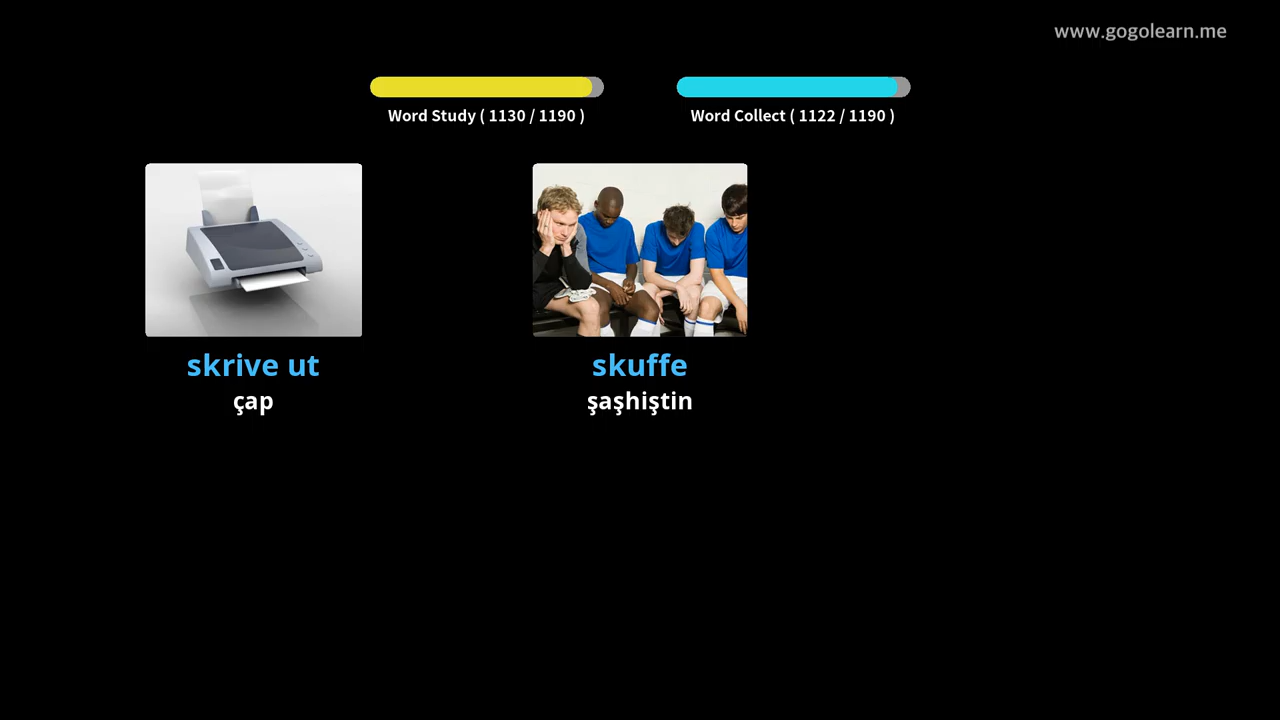 www.gogolearn.me
Word Study ( 1130 / 1190 )
Word Collect ( 1122 / 1190 )
skrive ut
çap
skuffe
şaşhiştin